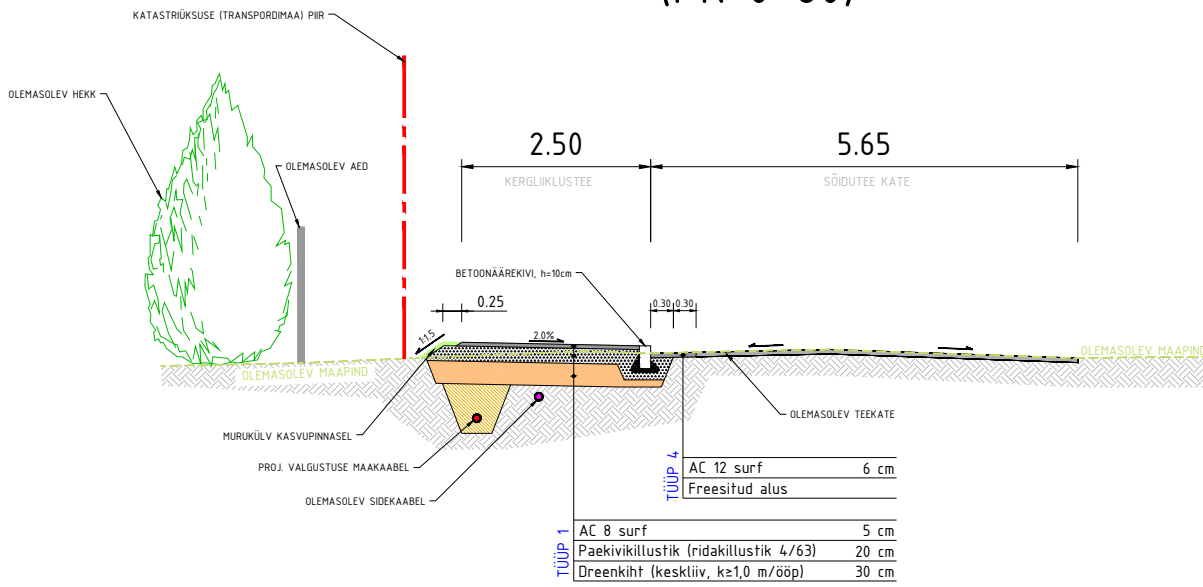 KATASTRIÜKSUSE (TRANSPORDIMAA) PIIR
OLEMASOLEV HEKK
OLEMASOLEV AED
2.50
5.65
KERGLIIKLUSTEE
SÕIDUTEE KATE
BETOONÄÄREKIVI, h=10cm
0.25
0.30
0.30
1:1.5
2.0%
OLEMASOLEV MAAPIND
OLEMASOLEV MAAPIND
OLEMASOLEV TEEKATE
MURUKÜLV KASVUPINNASEL
PROJ. VALGUSTUSE MAAKAABEL
OLEMASOLEV SIDEKAABEL
TÜÜP 4
AC 12 surf 6 cm
Freesitud alus
TÜÜP 1
AC 8 surf 5 cm
Paekivikillustik (ridakillustik 4/63) 20 cm
Dreenkiht (keskliiv, k≥1,0 m/ööp) 30 cm